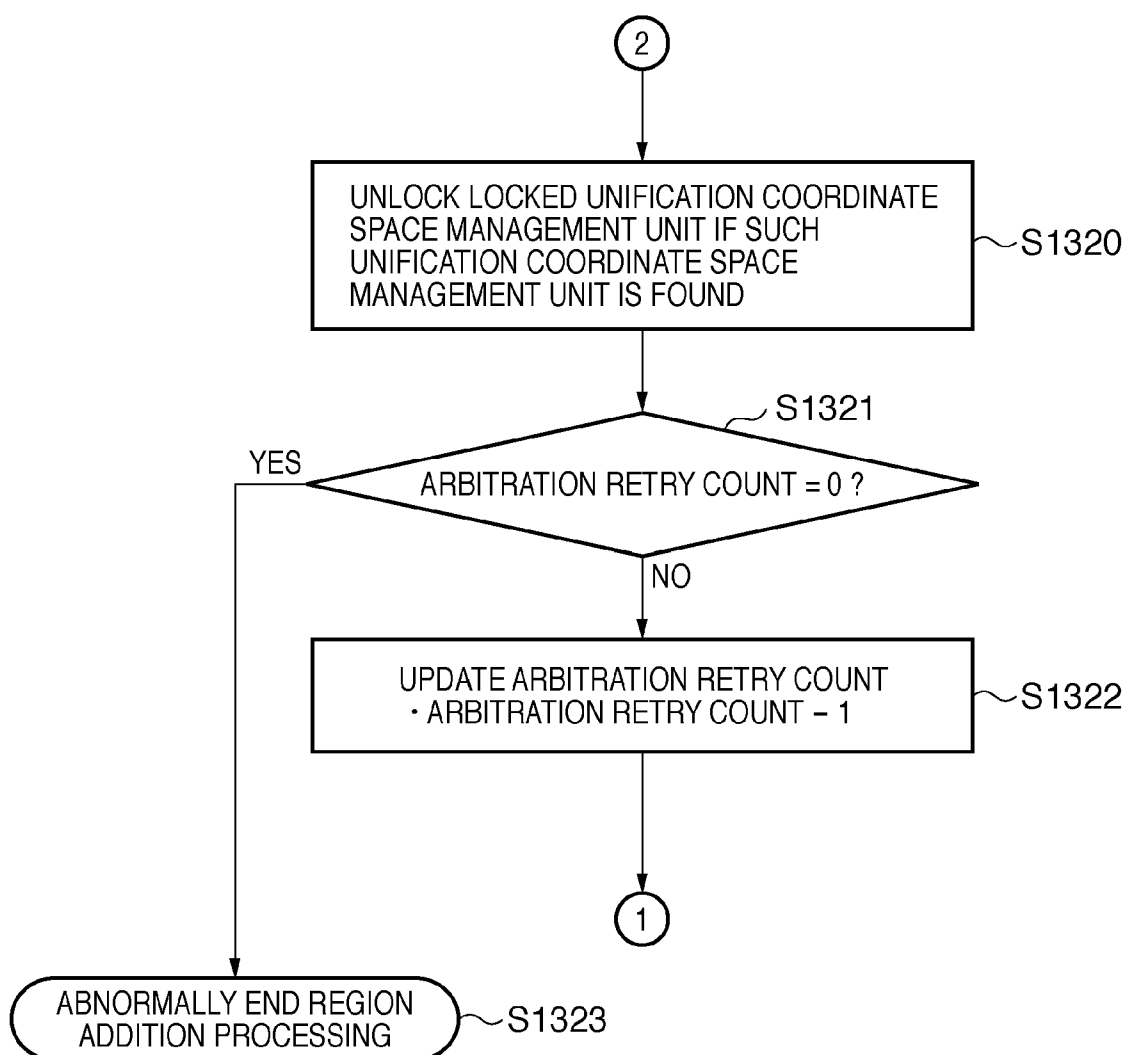 2
UNLOCK LOCKED UNIFICATION COORDINATE
SPACE MANAGEMENT UNIT IF SUCH
UNIFICATION COORDINATE SPACE
MANAGEMENT UNIT IS FOUND
S1320
S1321
YES
ARBITRATION RETRY COUNT = 0 ?
NO
UPDATE ARBITRATION RETRY COUNT
· ARBITRATION RETRY COUNT – 1
S1322
1
ABNORMALLY END REGION
ADDITION PROCESSING
S1323